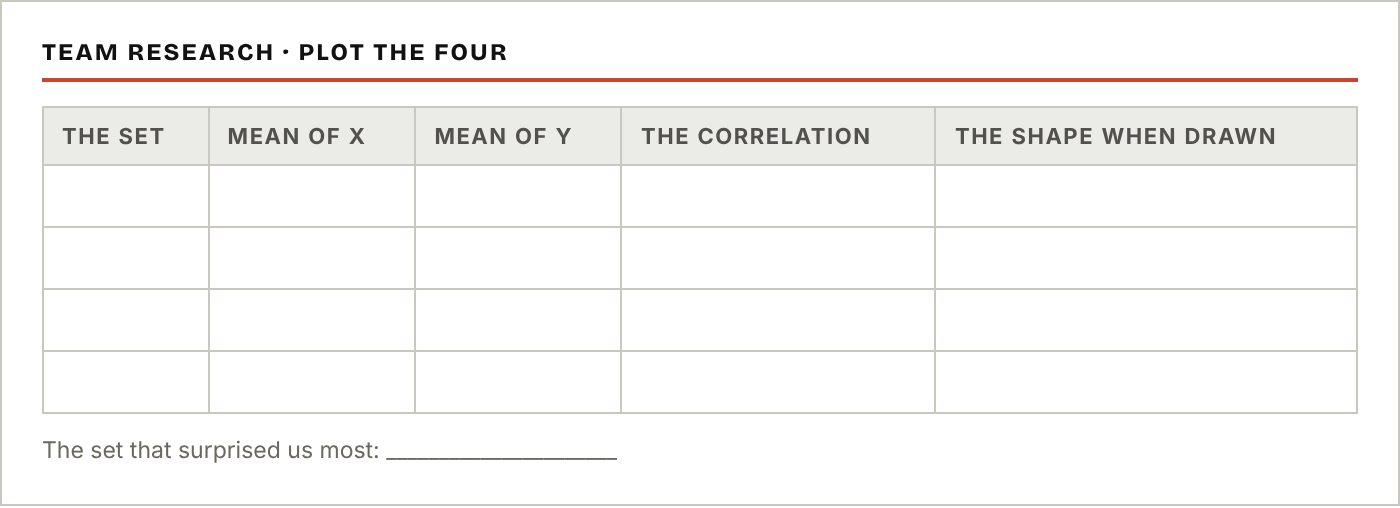 TEAM RESEARCH · PLOT THE FOUR
THE SET MEAN OF X MEAN OF Y THE CORRELATION THE SHAPE WHEN DRAWN
The set that surprised us most: ____________________